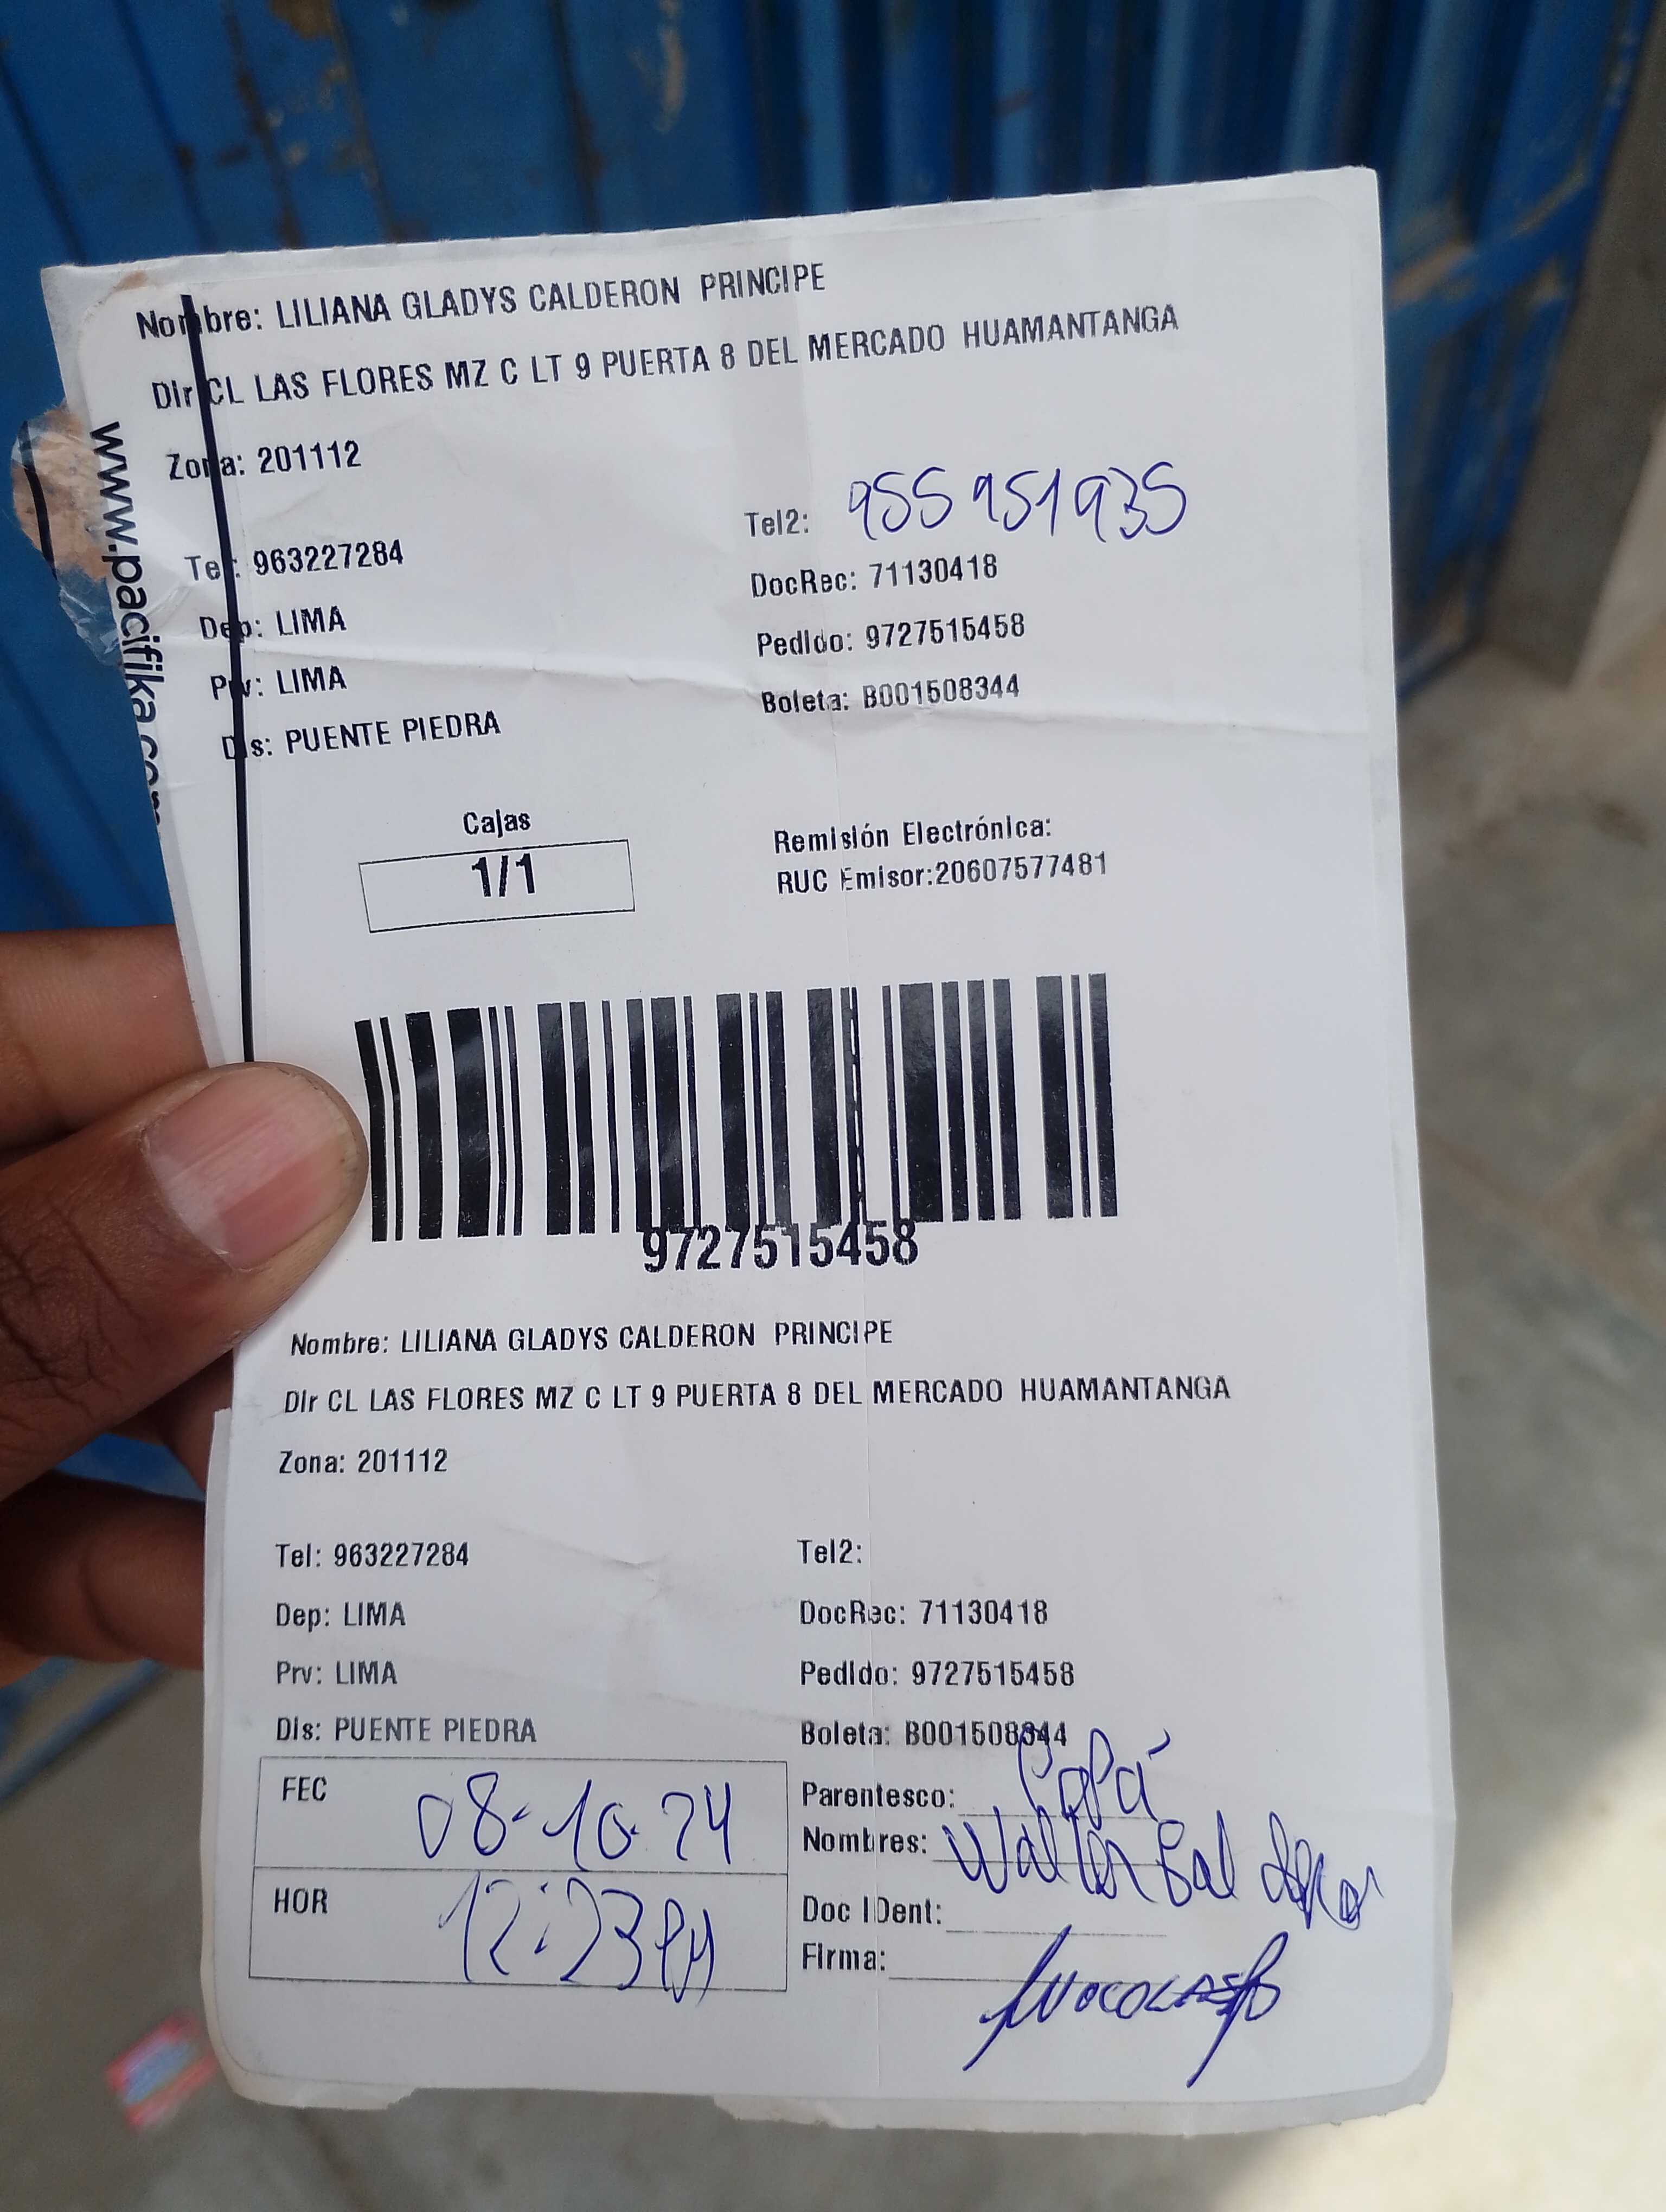 Nombre: LILIANA GLADYS CALDERON PRINCIPE
Dir CL LAS FLORES MZ C LT 9 PUERTA 8 DEL MERCADO HUAMANTANGA
Zona: 201112
www.pacifika.com
Tel: 963227284
Tel2: 955951935
Dep: LIMA
DocRec: 71130418
Prv: LIMA
Pedido: 9727515458
Dis: PUENTE PIEDRA
Boleta: B001508344
Cajas
1/1
Remisión Electrónica:
RUC Emisor:20607577481
9727515458
Nombre: LILIANA GLADYS CALDERON PRINCIPE
Dir CL LAS FLORES MZ C LT 9 PUERTA 8 DEL MERCADO HUAMANTANGA
Zona: 201112
Tel: 963227284
Tel2:
Dep: LIMA
DocRec: 71130418
Prv: LIMA
Pedido: 9727515458
Dis: PUENTE PIEDRA
Boleta: B001508344
FEC 08-10-24
HOR 12:23 PM
Parentesco: Papá
Nombres: Walter
Doc IDent:
Firma: